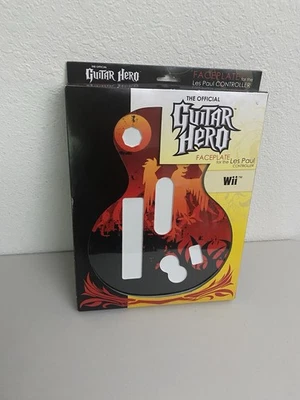 THE OFFICIAL
GUITAR HERO
FACEPLATE for the
Les Paul CONTROLLER
THE OFFICIAL
GUITAR
HERO
FACEPLATE
for the Les Paul
CONTROLLER
Wii™